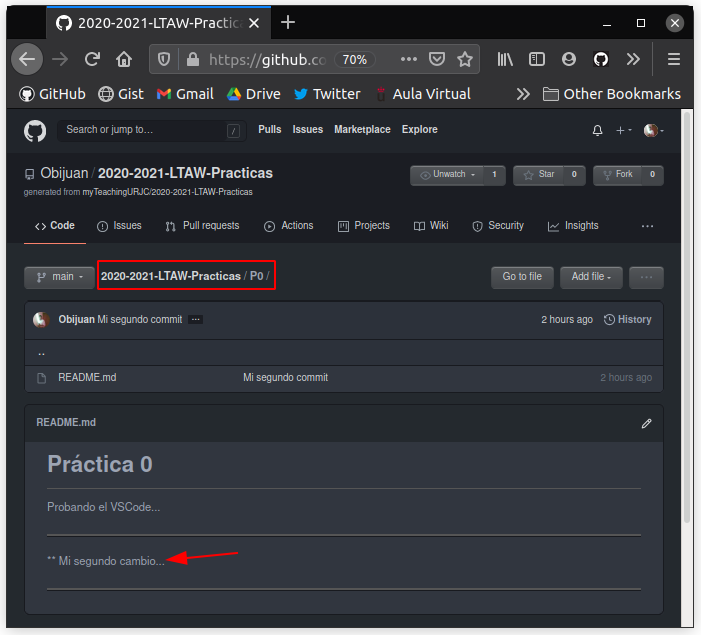 2020-2021-LTAW-Practica
https://github.co 70%
GitHub Gist Gmail Drive Twitter Aula Virtual Other Bookmarks
Search or jump to… / Pulls Issues Marketplace Explore
Obijuan / 2020-2021-LTAW-Practicas Unwatch 1 Star 0 Fork 0
generated from myTeachingURJC/2020-2021-LTAW-Practicas
Code Issues Pull requests Actions Projects Wiki Security Insights ...
main 2020-2021-LTAW-Practicas / P0 / Go to file Add file ...
Obijuan Mi segundo commit ... 2 hours ago History
..
README.md Mi segundo commit 2 hours ago
README.md
Práctica 0
Probando el VSCode...
** Mi segundo cambio...